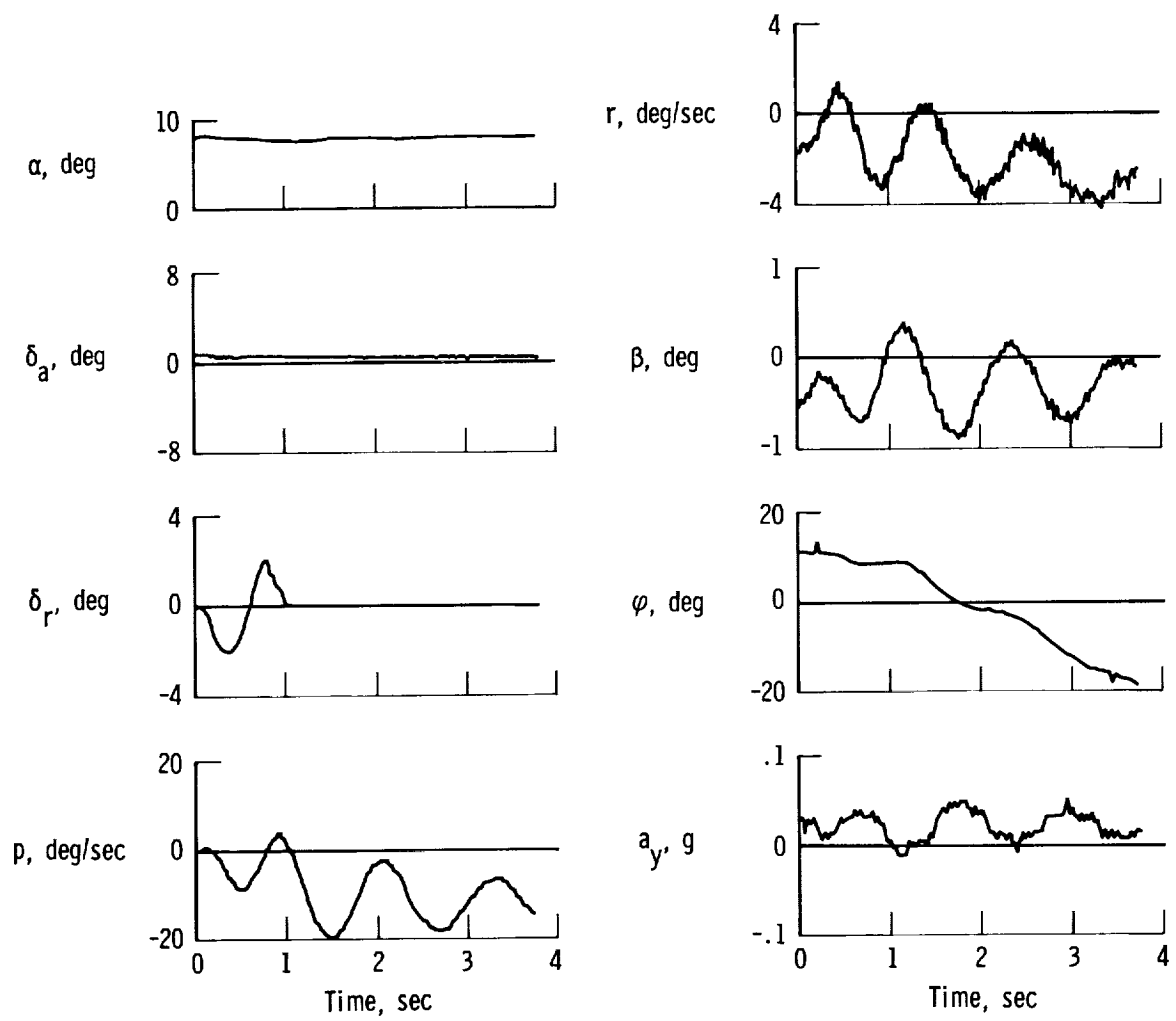 10
α, deg
0
8
δa, deg
0
-8
4
δr, deg
0
-4
20
p, deg/sec
0
-20
0 1 2 3 4
Time, sec
4
r, deg/sec
0
-4
1
β, deg
0
-1
20
φ, deg
0
-20
.1
ay, g
0
-.1
0 1 2 3 4
Time, sec